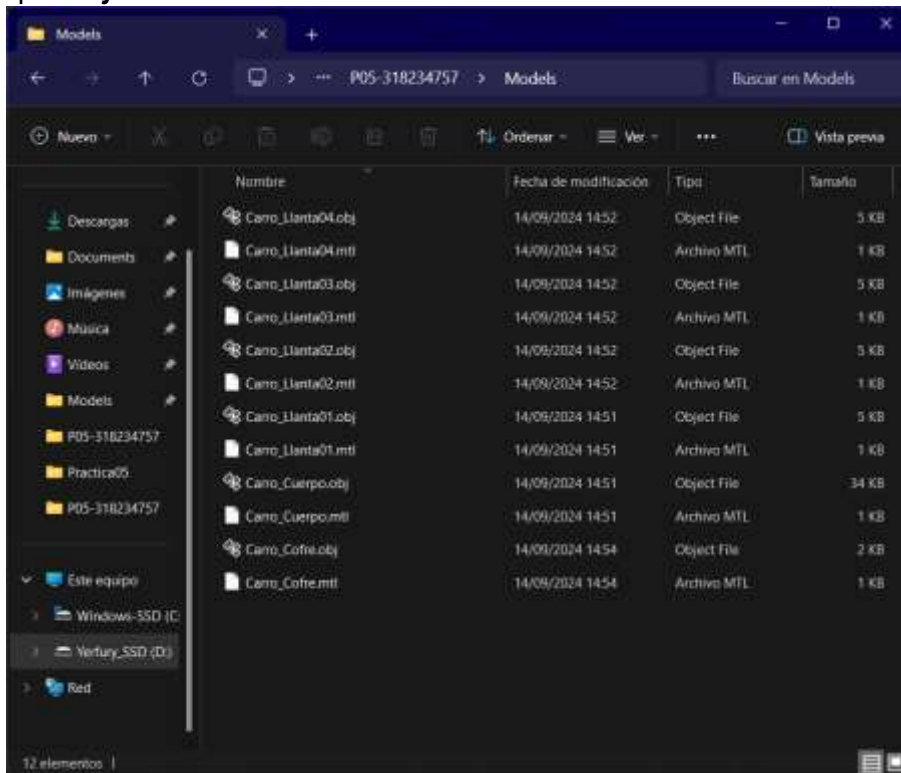 Models
P05-318234757 > Models
Buscar en Models
Nuevo
Ordenar
Ver
...
Vista previa
Nombre
Fecha de modificación
Tipo
Tamaño
Descargas
Documents
Imágenes
Música
Vídeos
Models
P05-318234757
Practica05
P05-318234757
Este equipo
Windows-SSD (C:
Yerfury_SSD (D:)
Red
Carro_Llanta04.obj 14/09/2024 14:52 Object File 5 KB
Carro_Llanta04.mtl 14/09/2024 14:52 Archivo MTL 1 KB
Carro_Llanta03.obj 14/09/2024 14:52 Object File 5 KB
Carro_Llanta03.mtl 14/09/2024 14:52 Archivo MTL 1 KB
Carro_Llanta02.obj 14/09/2024 14:52 Object File 5 KB
Carro_Llanta02.mtl 14/09/2024 14:52 Archivo MTL 1 KB
Carro_Llanta01.obj 14/09/2024 14:51 Object File 5 KB
Carro_Llanta01.mtl 14/09/2024 14:51 Archivo MTL 1 KB
Carro_Cuerpo.obj 14/09/2024 14:51 Object File 34 KB
Carro_Cuerpo.mtl 14/09/2024 14:51 Archivo MTL 1 KB
Carro_Cofre.obj 14/09/2024 14:54 Object File 2 KB
Carro_Cofre.mtl 14/09/2024 14:54 Archivo MTL 1 KB
12 elementos